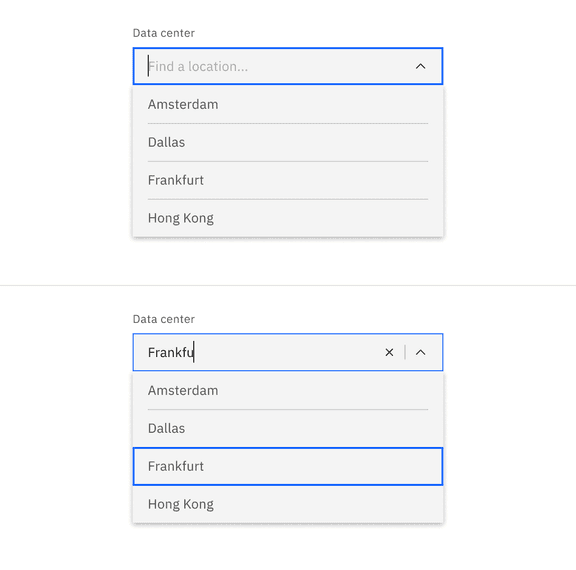 Data center
Find a location...
Amsterdam
Dallas
Frankfurt
Hong Kong
Data center
Frankfu
Amsterdam
Dallas
Frankfurt
Hong Kong